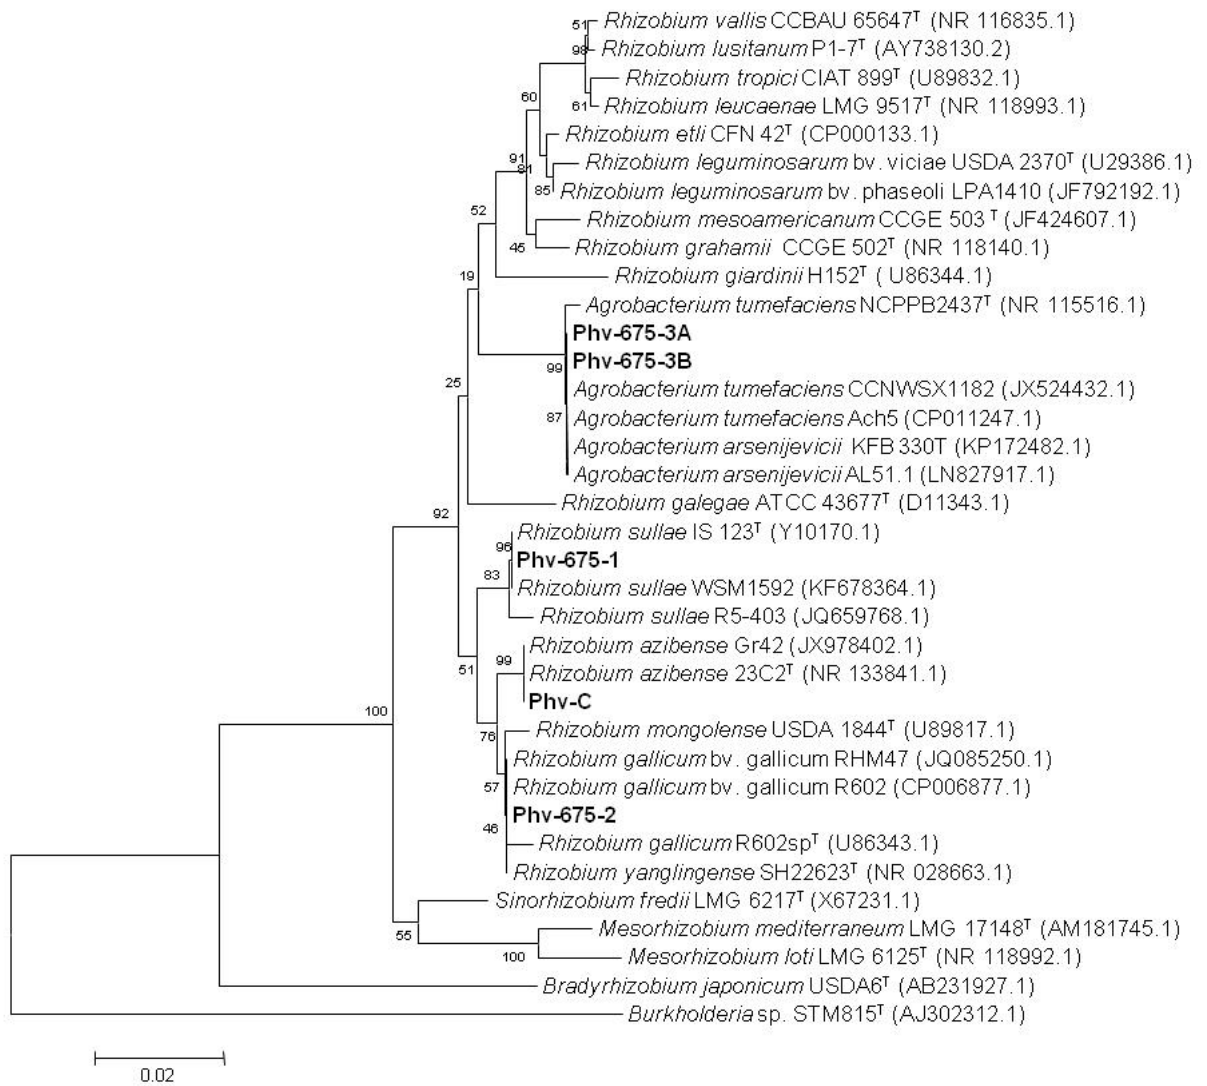 51
Rhizobium vallis CCBAU 65647ᵀ (NR 116835.1)
98
Rhizobium lusitanum P1-7ᵀ (AY738130.2)
Rhizobium tropici CIAT 899ᵀ (U89832.1)
60
61
Rhizobium leucaenae LMG 9517ᵀ (NR 118993.1)
Rhizobium etli CFN 42ᵀ (CP000133.1)
91
Rhizobium leguminosarum bv. viciae USDA 2370ᵀ (U29386.1)
81
85
Rhizobium leguminosarum bv. phaseoli LPA1410 (JF792192.1)
52
Rhizobium mesoamericanum CCGE 503 ᵀ (JF424607.1)
45
Rhizobium grahamii CCGE 502ᵀ (NR 118140.1)
19
Rhizobium giardinii H152ᵀ ( U86344.1)
Agrobacterium tumefaciens NCPPB2437ᵀ (NR 115516.1)
Phv-675-3A
Phv-675-3B
99
25
Agrobacterium tumefaciens CCNWSX1182 (JX524432.1)
87
Agrobacterium tumefaciens Ach5 (CP011247.1)
Agrobacterium arsenijevicii KFB 330T (KP172482.1)
Agrobacterium arsenijevicii AL51.1 (LN827917.1)
Rhizobium galegae ATCC 43677ᵀ (D11343.1)
92
Rhizobium sullae IS 123ᵀ (Y10170.1)
96
Phv-675-1
83
Rhizobium sullae WSM1592 (KF678364.1)
Rhizobium sullae R5-403 (JQ659768.1)
Rhizobium azibense Gr42 (JX978402.1)
99
51
Rhizobium azibense 23C2ᵀ (NR 133841.1)
Phv-C
100
76
Rhizobium mongolense USDA 1844ᵀ (U89817.1)
Rhizobium gallicum bv. gallicum RHM47 (JQ085250.1)
57
Rhizobium gallicum bv. gallicum R602 (CP006877.1)
Phv-675-2
46
Rhizobium gallicum R602spᵀ (U86343.1)
Rhizobium yanglingense SH22623ᵀ (NR 028663.1)
Sinorhizobium fredii LMG 6217ᵀ (X67231.1)
55
Mesorhizobium mediterraneum LMG 17148ᵀ (AM181745.1)
100
Mesorhizobium loti LMG 6125ᵀ (NR 118992.1)
Bradyrhizobium japonicum USDA6ᵀ (AB231927.1)
Burkholderia sp. STM815ᵀ (AJ302312.1)
0.02